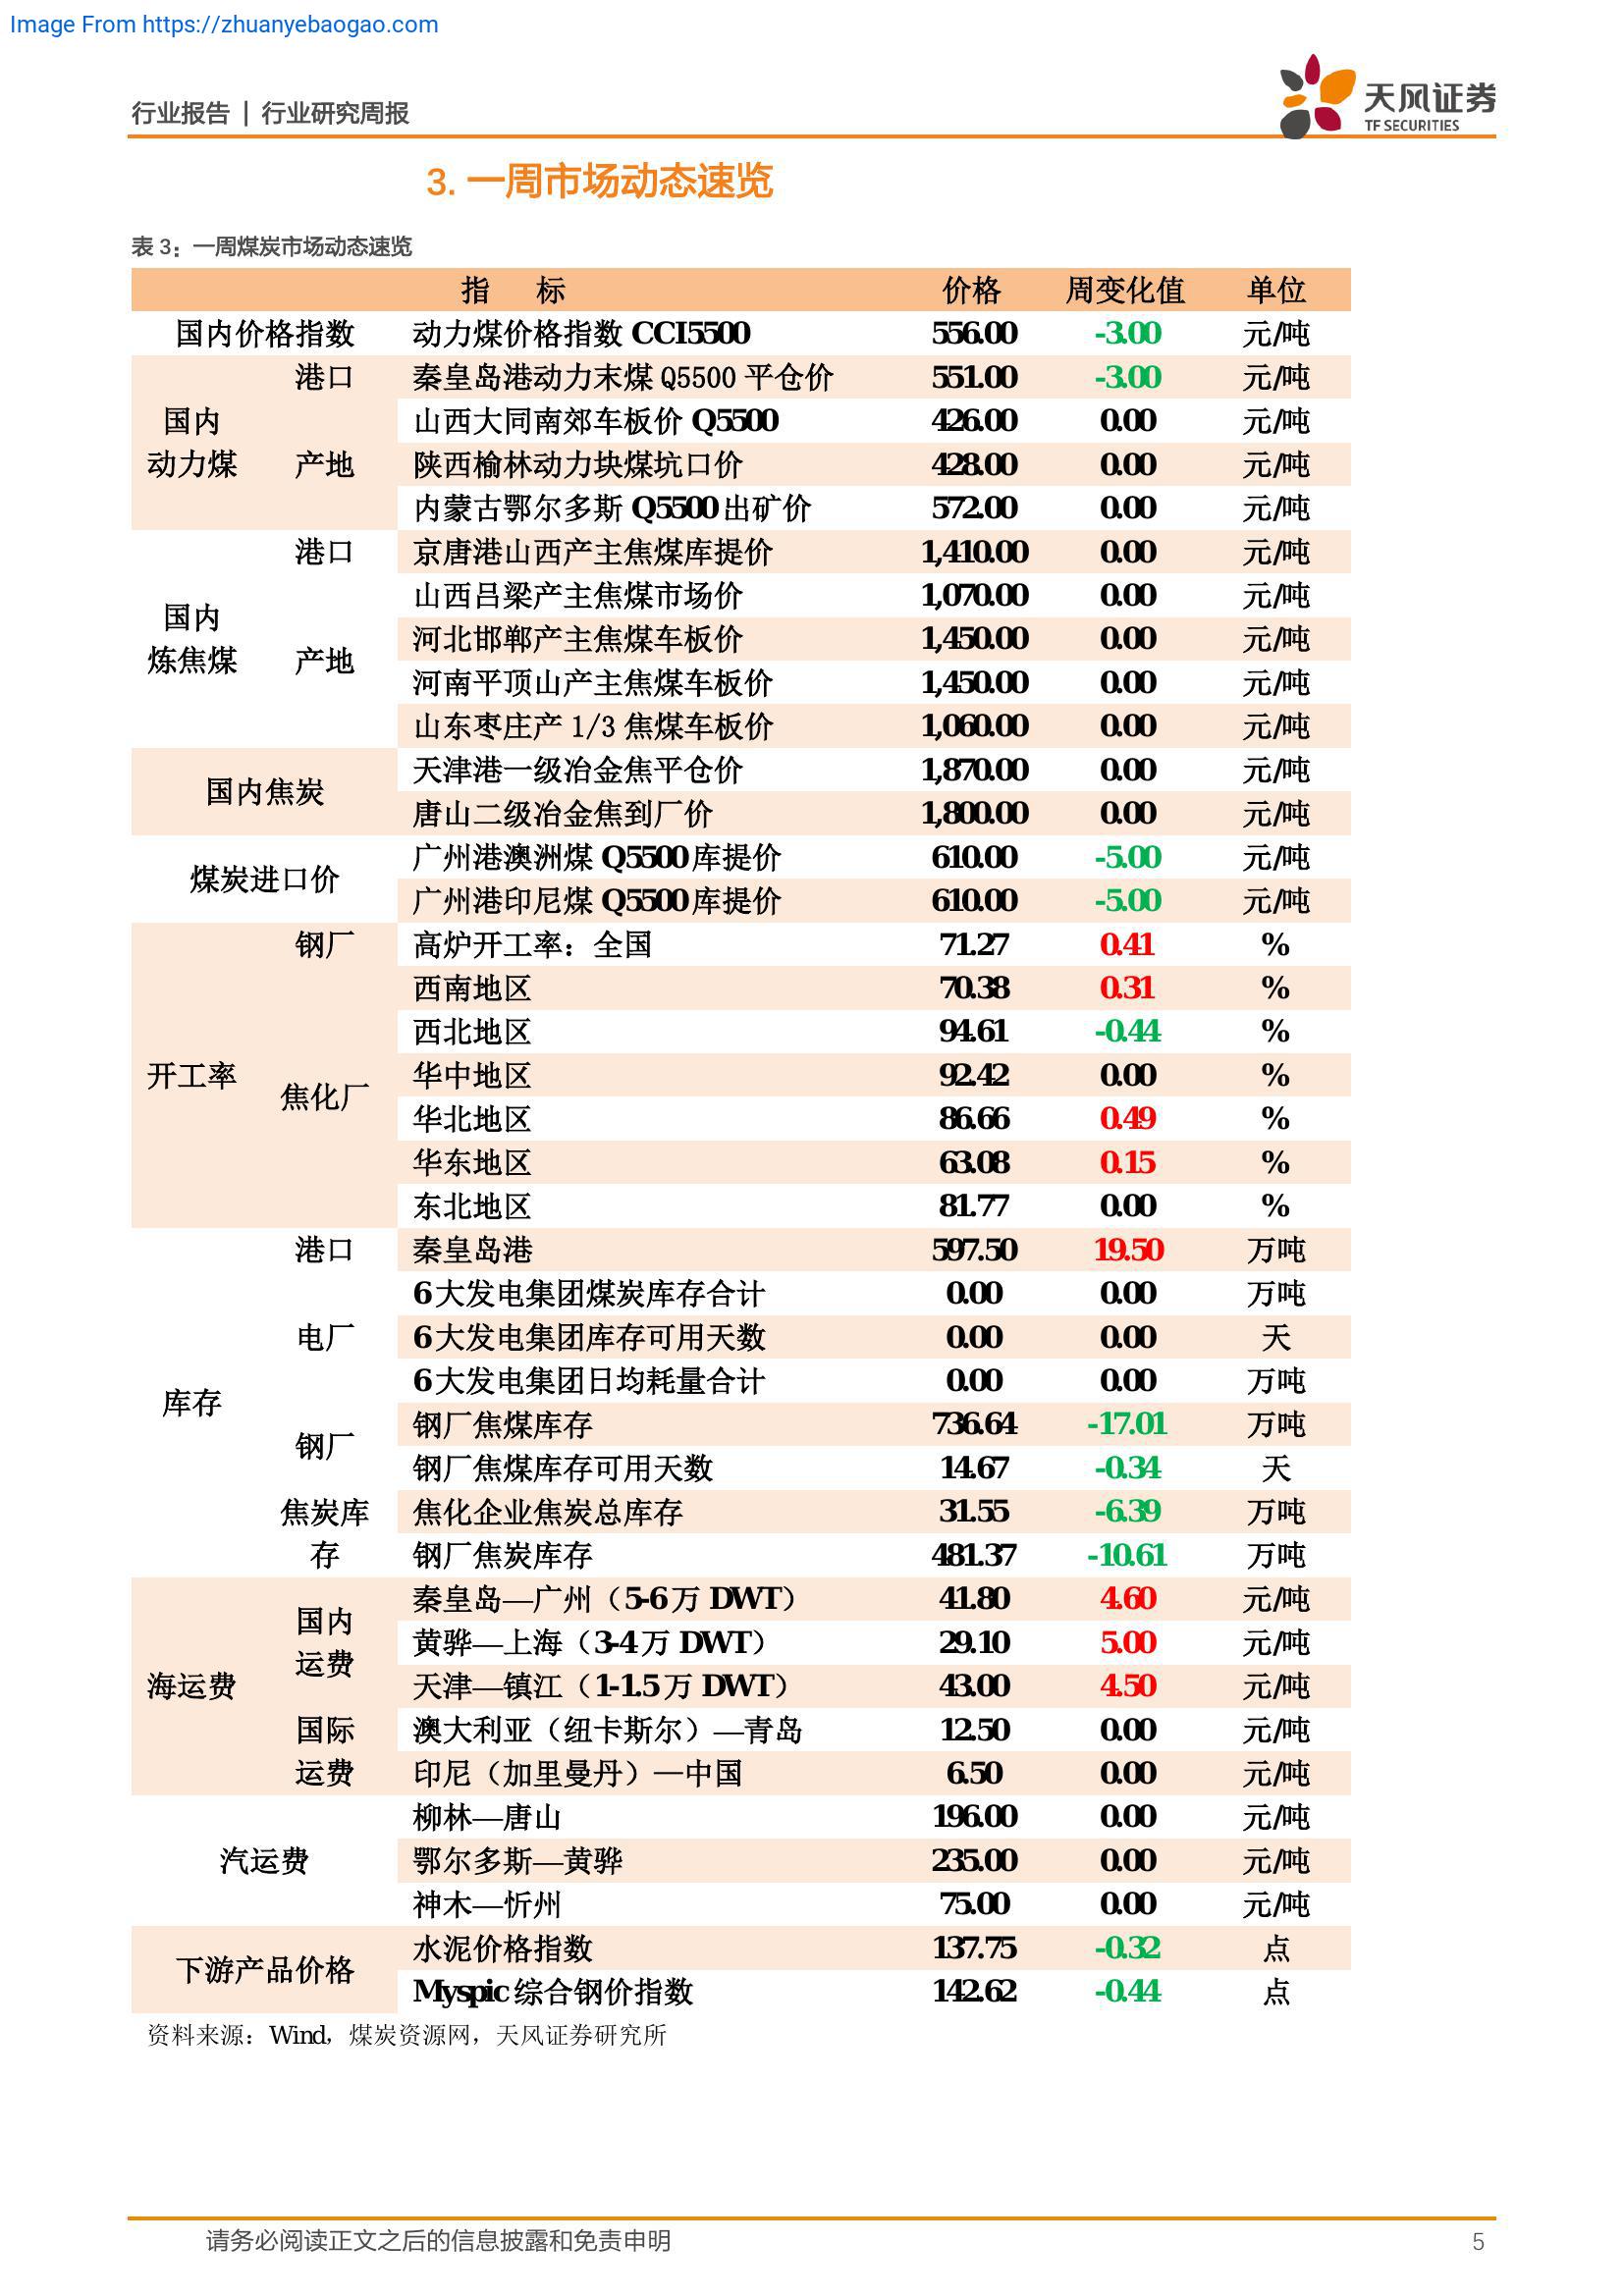 Image From https://zhuanyebaogao.com
行业报告 | 行业研究周报
天风证券
TF SECURITIES
3. 一周市场动态速览
表 3：一周煤炭市场动态速览
指 标 价格 周变化值 单位
国内价格指数 动力煤价格指数 CCI5500 556.00 -3.00 元/吨
港口 秦皇岛港动力末煤 Q5500 平仓价 551.00 -3.00 元/吨
国内 山西大同南郊车板价 Q5500 426.00 0.00 元/吨
动力煤 产地 陕西榆林动力块煤坑口价 428.00 0.00 元/吨
内蒙古鄂尔多斯 Q5500 出矿价 572.00 0.00 元/吨
港口 京唐港山西产主焦煤库提价 1,410.00 0.00 元/吨
国内 山西吕梁产主焦煤市场价 1,070.00 0.00 元/吨
河北邯郸产主焦煤车板价 1,450.00 0.00 元/吨
炼焦煤 产地 河南平顶山产主焦煤车板价 1,450.00 0.00 元/吨
山东枣庄产 1/3 焦煤车板价 1,060.00 0.00 元/吨
国内焦炭 天津港一级冶金焦平仓价 1,870.00 0.00 元/吨
唐山二级冶金焦到厂价 1,800.00 0.00 元/吨
煤炭进口价 广州港澳洲煤 Q5500 库提价 610.00 -5.00 元/吨
广州港印尼煤 Q5500 库提价 610.00 -5.00 元/吨
钢厂 高炉开工率：全国 71.27 0.41 %
西南地区 70.38 0.31 %
西北地区 94.61 -0.44 %
开工率 焦化厂 华中地区 92.42 0.00 %
华北地区 86.66 0.49 %
华东地区 63.08 0.15 %
东北地区 81.77 0.00 %
港口 秦皇岛港 597.50 19.50 万吨
6 大发电集团煤炭库存合计 0.00 0.00 万吨
电厂 6 大发电集团库存可用天数 0.00 0.00 天
6 大发电集团日均耗量合计 0.00 0.00 万吨
库存 钢厂 钢厂焦煤库存 736.64 -17.01 万吨
钢厂焦煤库存可用天数 14.67 -0.34 天
焦炭库 焦化企业焦炭总库存 31.55 -6.39 万吨
存 钢厂焦炭库存 481.37 -10.61 万吨
国内 秦皇岛—广州（5-6 万 DWT） 41.80 4.60 元/吨
运费 黄骅—上海（3-4 万 DWT） 29.10 5.00 元/吨
海运费 天津—镇江（1-1.5 万 DWT） 43.00 4.50 元/吨
国际 澳大利亚（纽卡斯尔）—青岛 12.50 0.00 元/吨
运费 印尼（加里曼丹）—中国 6.50 0.00 元/吨
柳林—唐山 196.00 0.00 元/吨
汽运费 鄂尔多斯—黄骅 235.00 0.00 元/吨
神木—忻州 75.00 0.00 元/吨
下游产品价格 水泥价格指数 137.75 -0.32 点
Myspic 综合钢价指数 142.62 -0.44 点
资料来源：Wind，煤炭资源网，天风证券研究所
请务必阅读正文之后的信息披露和免责申明 5